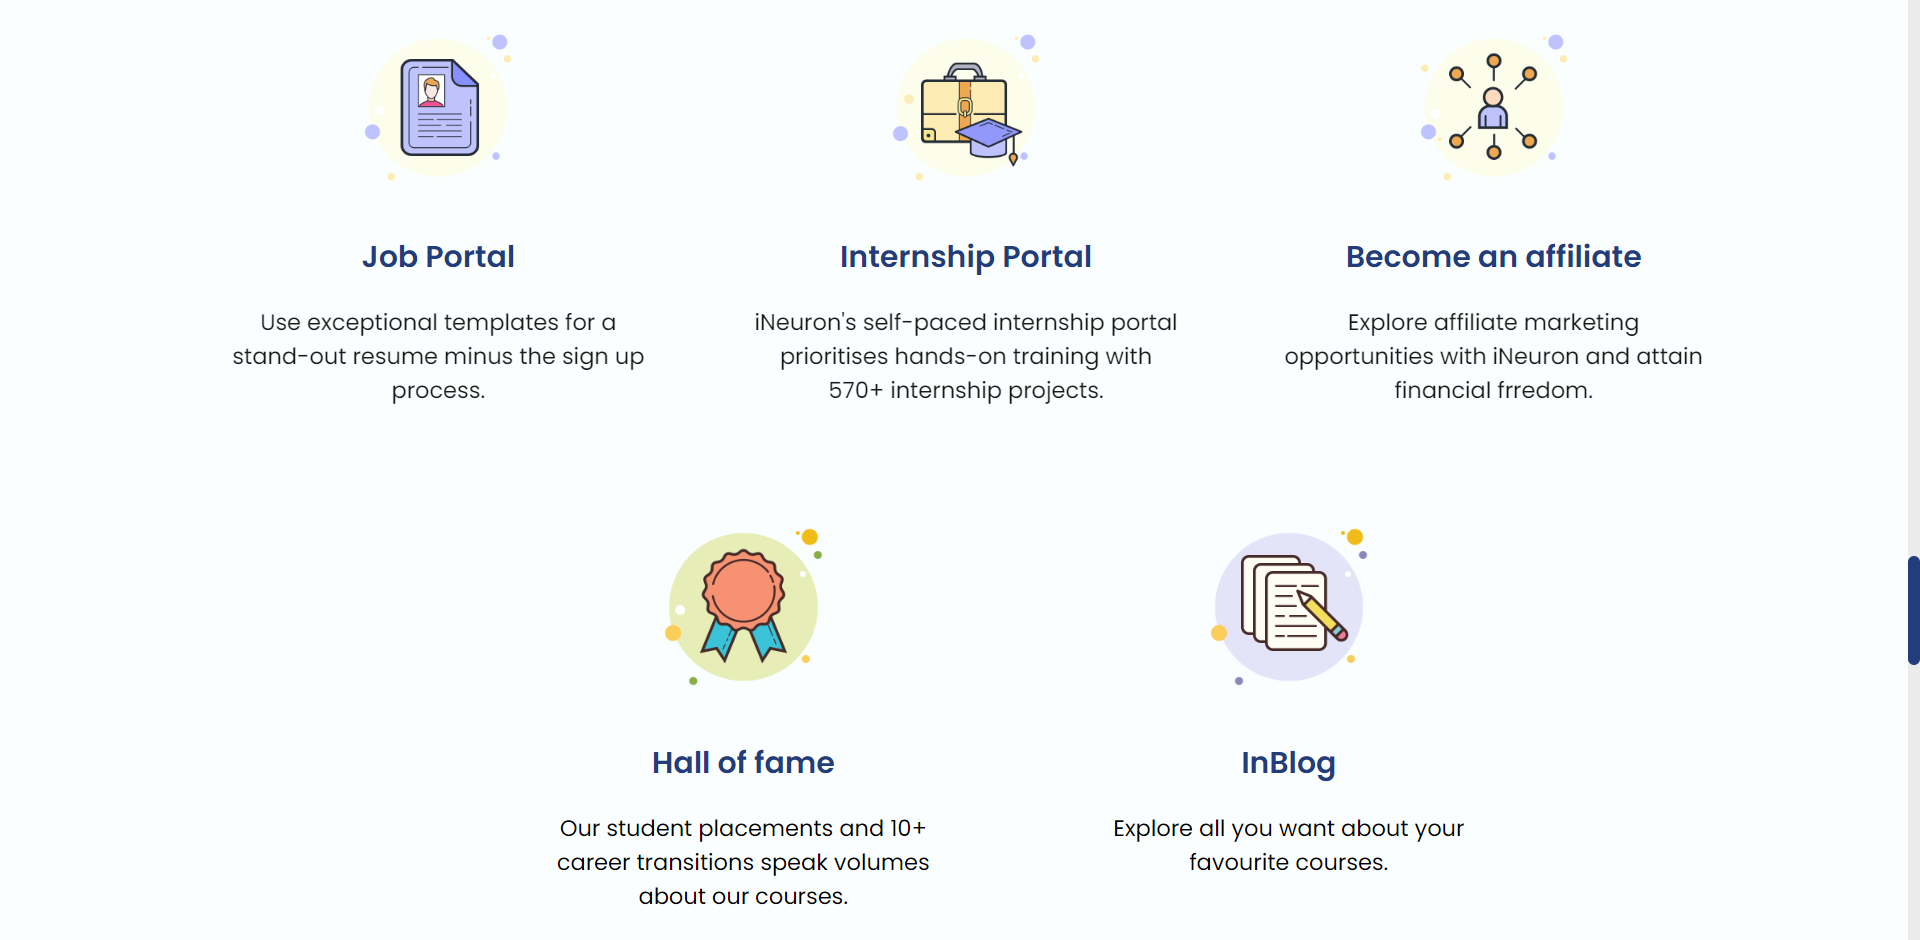 Job Portal
Use exceptional templates for a
stand-out resume minus the sign up
process.
Internship Portal
iNeuron's self-paced internship portal
prioritises hands-on training with
570+ internship projects.
Become an affiliate
Explore affiliate marketing
opportunities with iNeuron and attain
financial frredom.
Hall of fame
Our student placements and 10+
career transitions speak volumes
about our courses.
InBlog
Explore all you want about your
favourite courses.